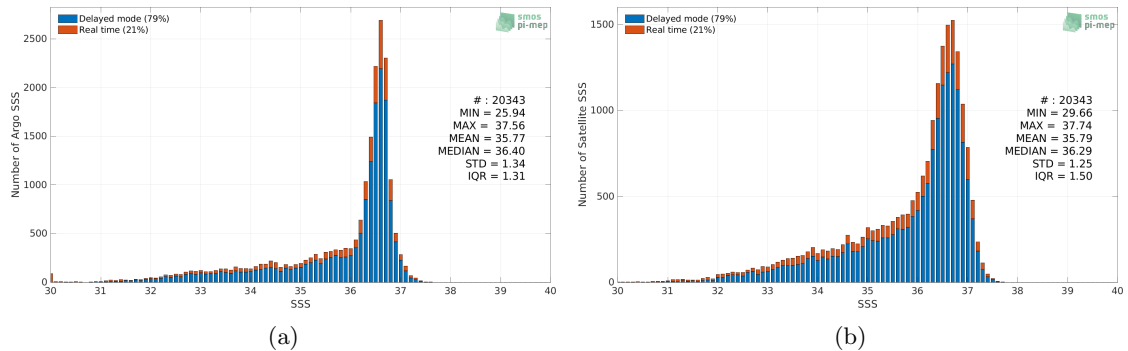 Delayed mode (79%)
Real time (21%)
smos
pi-mep
# : 20343
MIN = 25.94
MAX = 37.56
MEAN = 35.77
MEDIAN = 36.40
STD = 1.34
IQR = 1.31
Number of Argo SSS
2500
2000
1500
1000
500
0
30 31 32 33 34 35 36 37 38 39 40
SSS
(a)
Delayed mode (79%)
Real time (21%)
smos
pi-mep
# : 20343
MIN = 29.66
MAX = 37.74
MEAN = 35.79
MEDIAN = 36.29
STD = 1.25
IQR = 1.50
Number of Satellite SSS
1500
1000
500
0
30 31 32 33 34 35 36 37 38 39 40
SSS
(b)